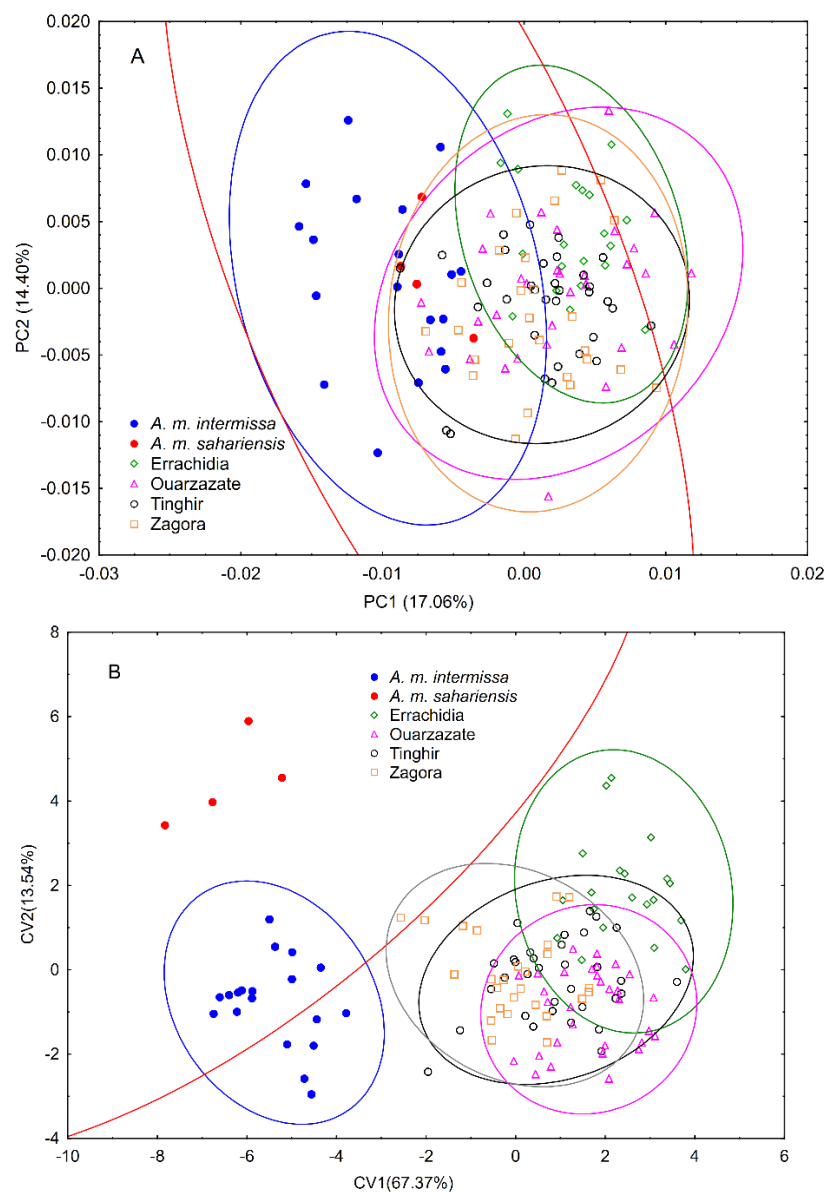 A
0.020
0.015
0.010
0.005
0.000
-0.005
-0.010
-0.015
-0.020
PC2 (14.40%)
A. m. intermissa
A. m. sahariensis
Errachidia
Ouarzazate
Tinghir
Zagora
-0.03 -0.02 -0.01 0.00 0.01 0.02
PC1 (17.06%)
B
8
6
4
2
0
-2
-4
CV2(13.54%)
A. m. intermissa
A. m. sahariensis
Errachidia
Ouarzazate
Tinghir
Zagora
-10 -8 -6 -4 -2 0 2 4 6
CV1(67.37%)